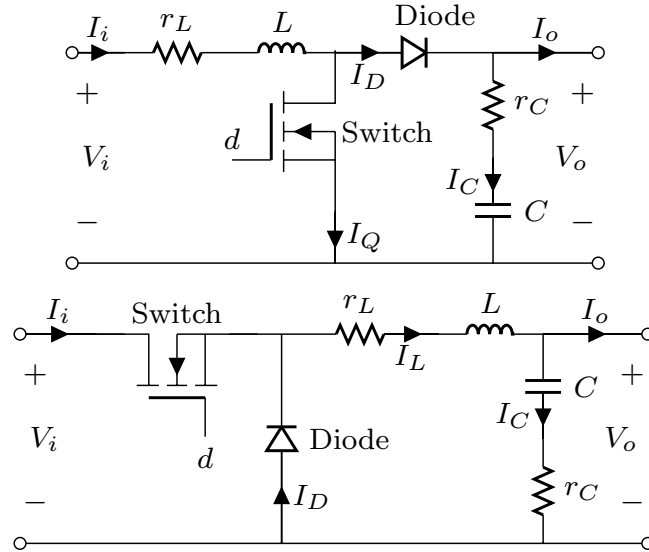 Diode
I_i r_L L I_D I_o
+ r_C +
d Switch
V_i I_C V_o
− I_Q C −
Switch r_L L
I_i I_L I_o
+ C +
V_i d Diode I_C V_o
− I_D r_C −